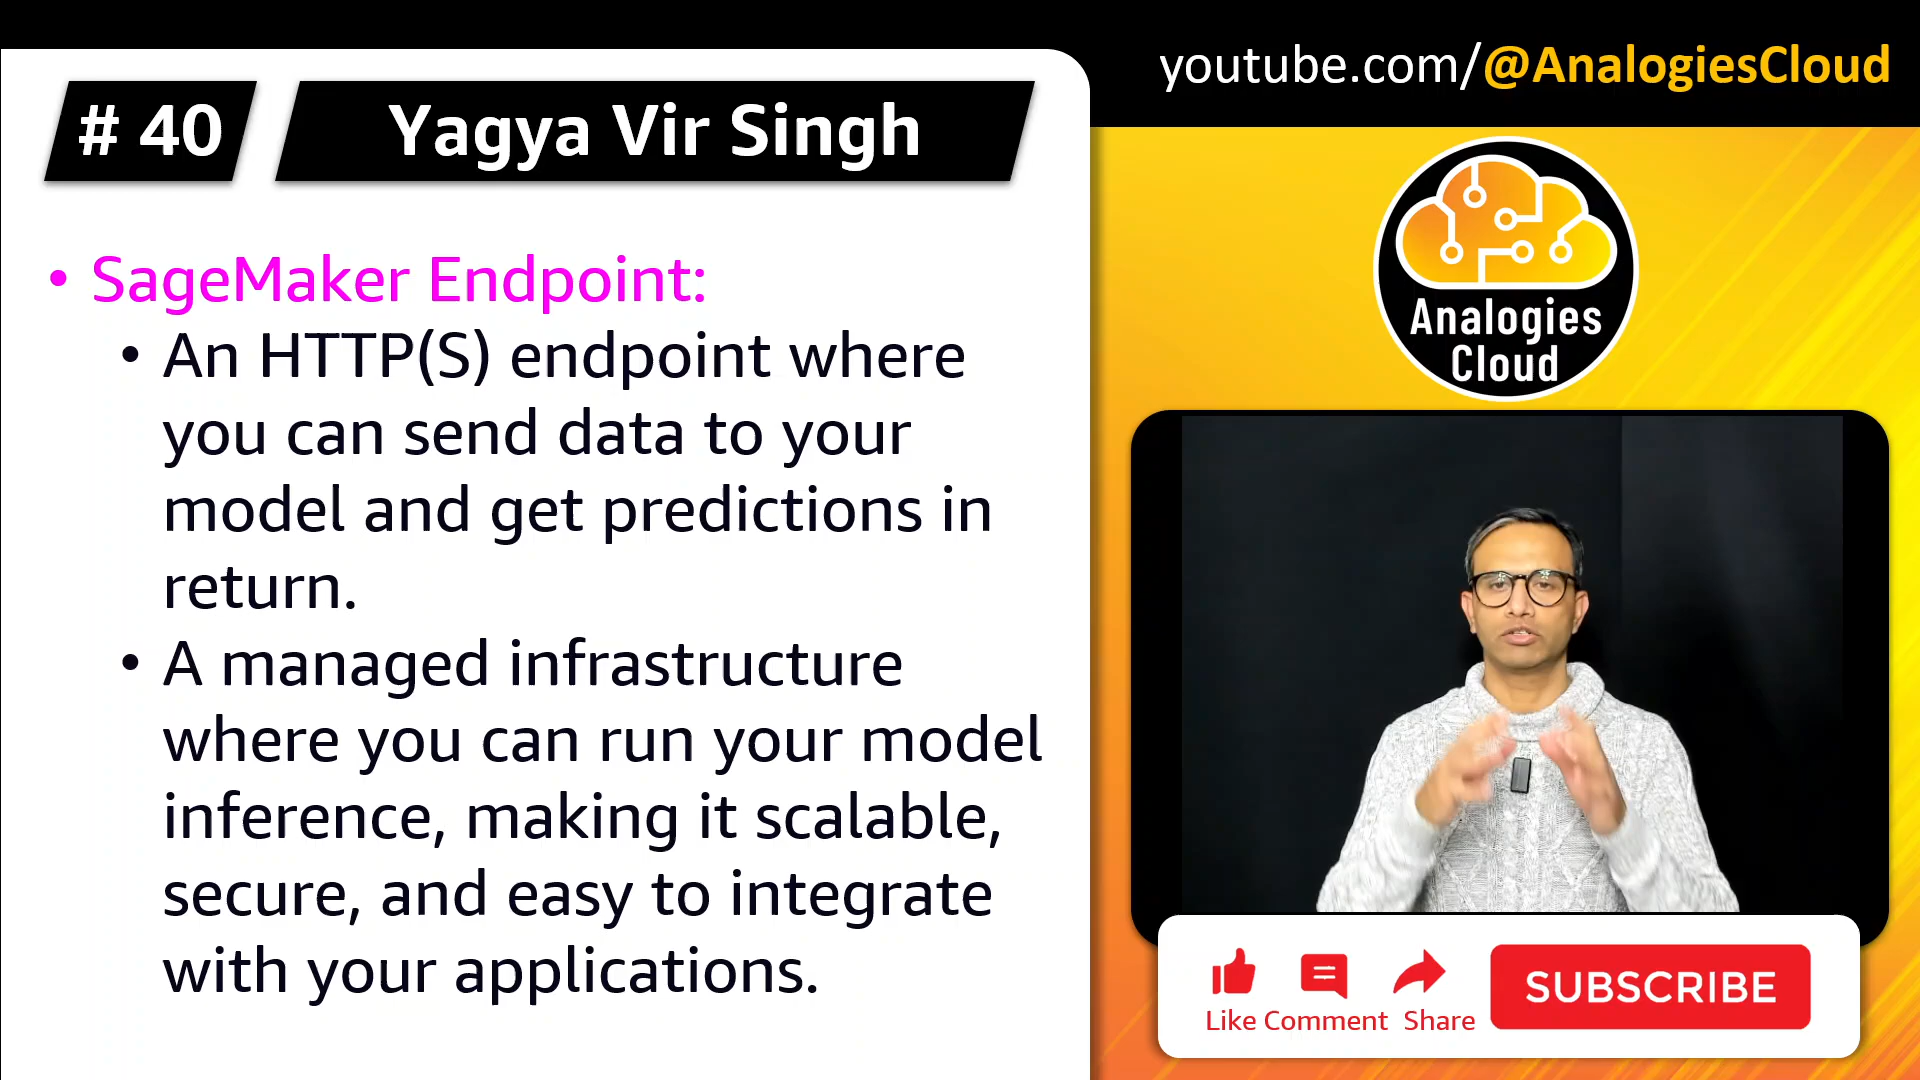 youtube.com/@AnalogiesCloud
# 40
Yagya Vir Singh
• SageMaker Endpoint:
• An HTTP(S) endpoint where
you can send data to your
model and get predictions in
return.
• A managed infrastructure
where you can run your model
inference, making it scalable,
secure, and easy to integrate
with your applications.
Analogies
Cloud
Like Comment Share
SUBSCRIBE